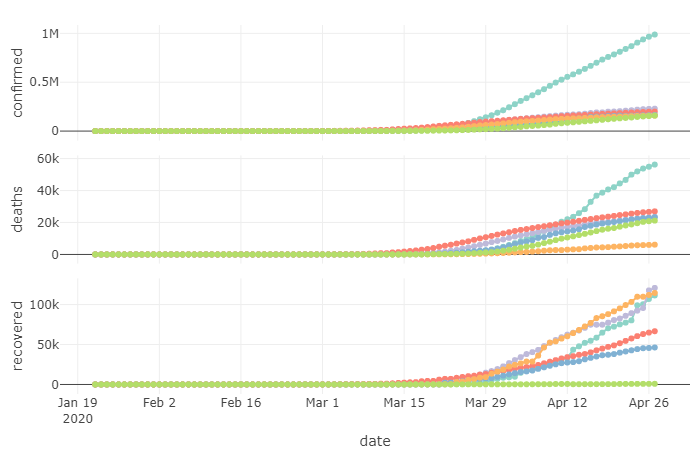 1M
0.5M
0
confirmed
60k
40k
20k
0
deaths
100k
50k
0
recovered
Jan 19 Feb 2 Feb 16 Mar 1 Mar 15 Mar 29 Apr 12 Apr 26
2020
date